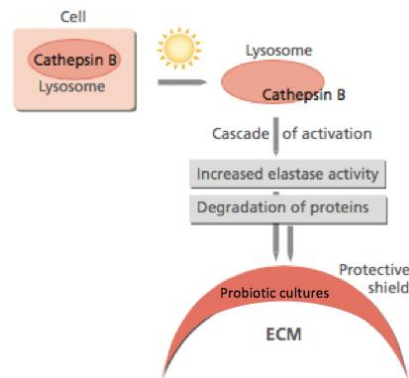 Cell
Cathepsin B
Lysosome
Lysosome
Cathepsin B
Cascade of activation
Increased elastase activity
Degradation of proteins
Protective
shield
Probiotic cultures
ECM